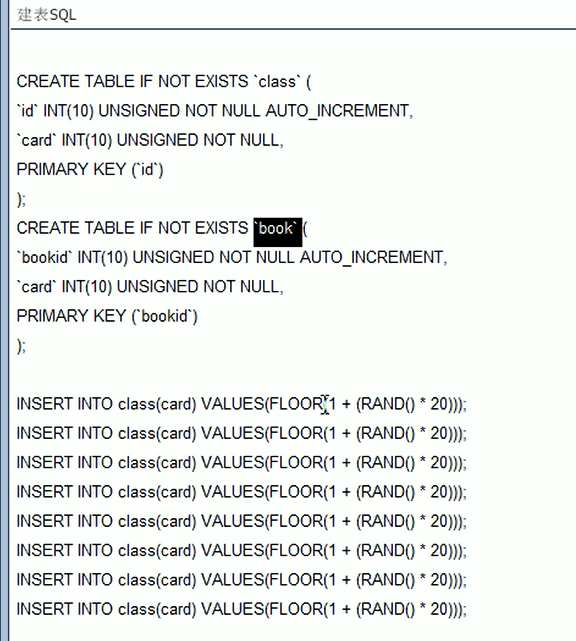 建表SQL
CREATE TABLE IF NOT EXISTS `class` (
`id` INT(10) UNSIGNED NOT NULL AUTO_INCREMENT,
`card` INT(10) UNSIGNED NOT NULL,
PRIMARY KEY (`id`)
);
CREATE TABLE IF NOT EXISTS `book` (
`bookid` INT(10) UNSIGNED NOT NULL AUTO_INCREMENT,
`card` INT(10) UNSIGNED NOT NULL,
PRIMARY KEY (`bookid`)
);
INSERT INTO class(card) VALUES(FLOOR(1 + (RAND() * 20)));
INSERT INTO class(card) VALUES(FLOOR(1 + (RAND() * 20)));
INSERT INTO class(card) VALUES(FLOOR(1 + (RAND() * 20)));
INSERT INTO class(card) VALUES(FLOOR(1 + (RAND() * 20)));
INSERT INTO class(card) VALUES(FLOOR(1 + (RAND() * 20)));
INSERT INTO class(card) VALUES(FLOOR(1 + (RAND() * 20)));
INSERT INTO class(card) VALUES(FLOOR(1 + (RAND() * 20)));
INSERT INTO class(card) VALUES(FLOOR(1 + (RAND() * 20)));